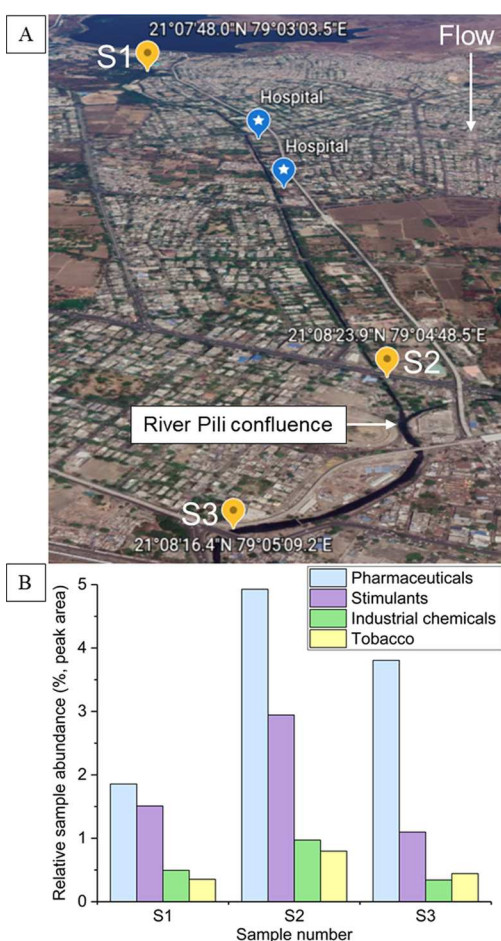 A
21°07'48.0"N 79°03'03.5"E
S1
Flow
Hospital
Hospital
21°08'23.9"N 79°04'48.5"E
S2
River Pili confluence
S3
21°08'16.4"N 79°05'09.2"E
B
Pharmaceuticals
Stimulants
Industrial chemicals
Tobacco
Relative sample abundance (%, peak area)
5
4
3
2
1
0
S1 S2 S3
Sample number